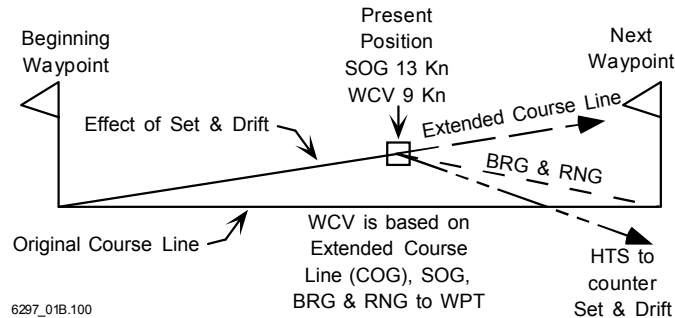 Beginning
Waypoint
Present
Position
SOG 13 Kn
WCV 9 Kn
Next
Waypoint
Effect of Set & Drift
Extended Course Line
BRG & RNG
Original Course Line
WCV is based on
Extended Course
Line (COG), SOG,
BRG & RNG to WPT
HTS to
counter
Set & Drift
6297_01B.100